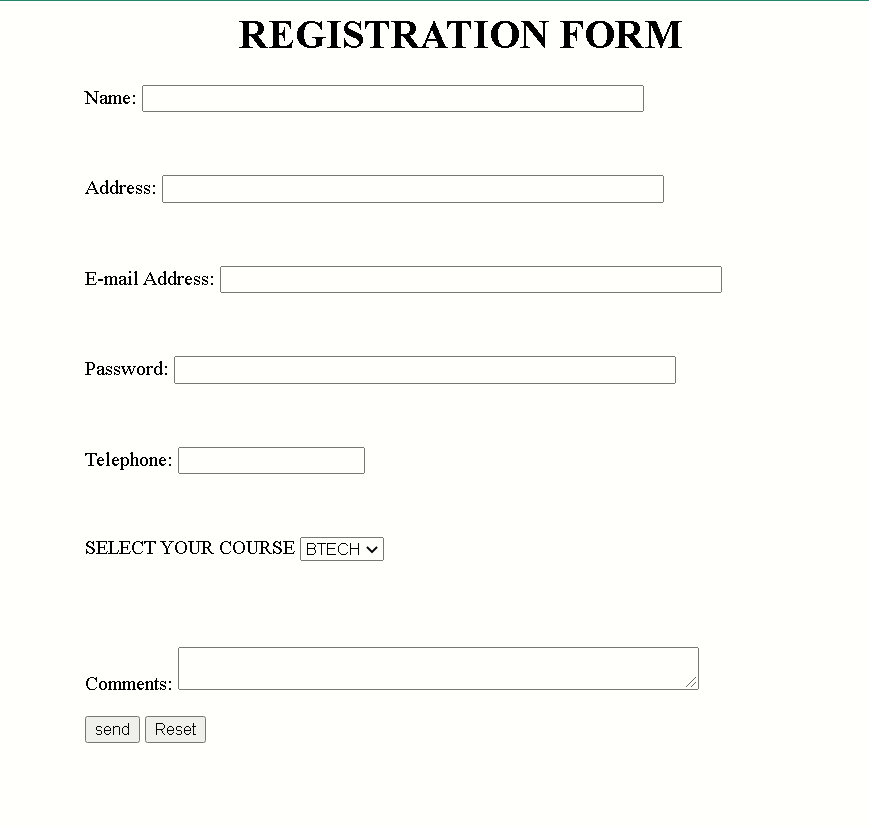 REGISTRATION FORM
Name:
Address:
E-mail Address:
Password:
Telephone:
SELECT YOUR COURSE BTECH
Comments:
send Reset